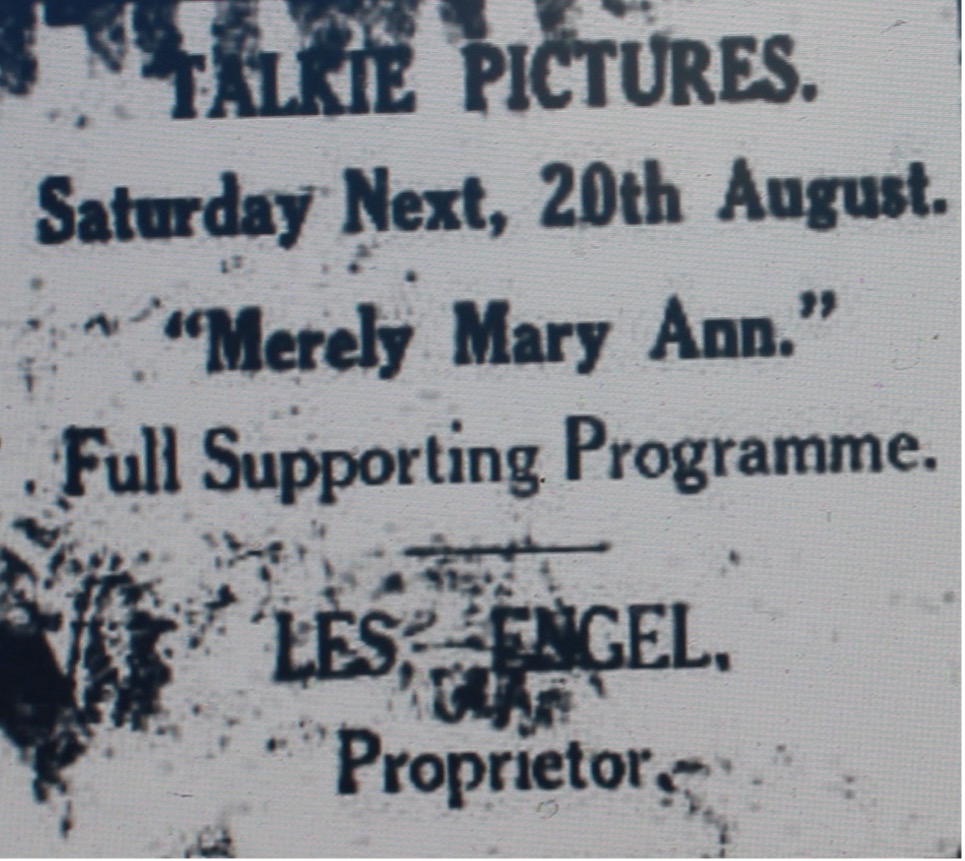 TALKIE PICTURES.
Saturday Next, 20th August.
"Merely Mary Ann."
Full Supporting Programme.
LES. ENGEL,
Proprietor.